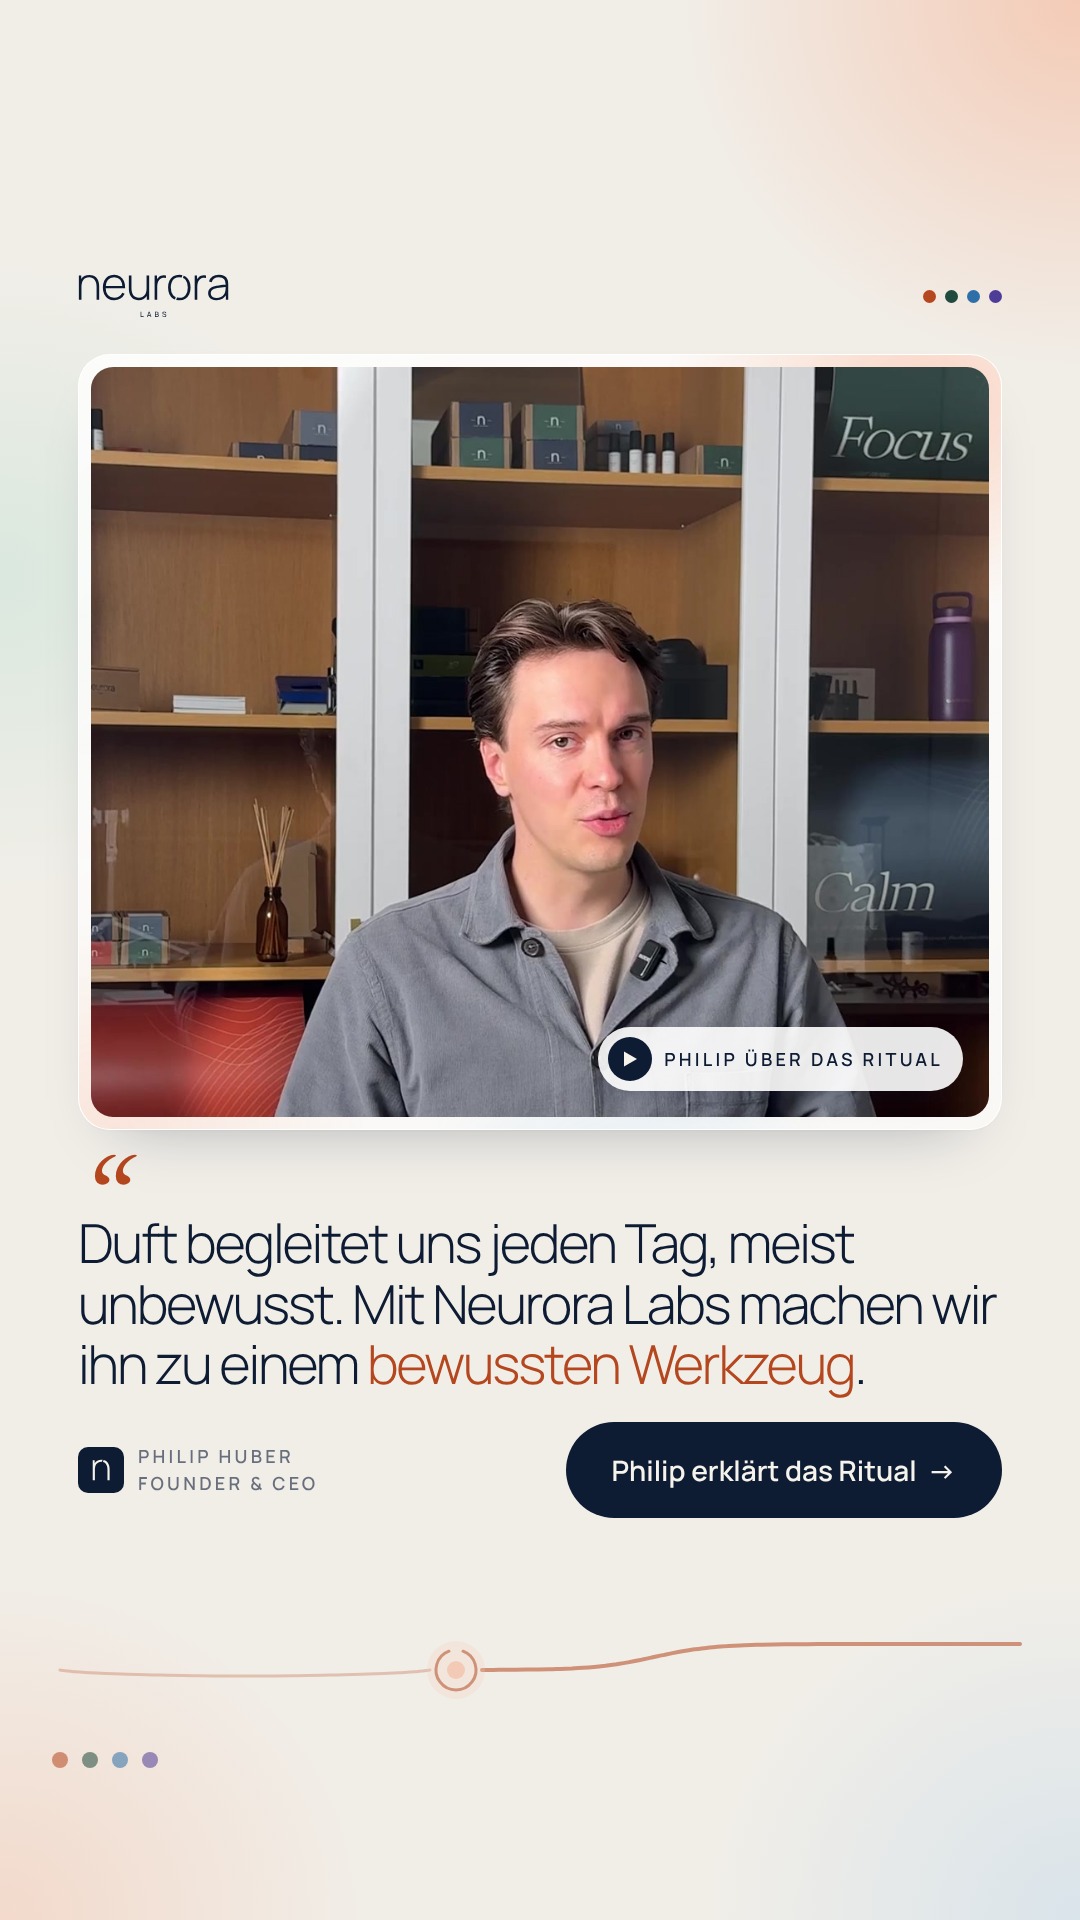 neurora
LABS
Focus
Calm
PHILIP ÜBER DAS RITUAL
“
Duft begleitet uns jeden Tag, meist
unbewusst. Mit Neurora Labs machen wir
ihn zu einem bewussten Werkzeug.
n
PHILIP HUBER
FOUNDER & CEO
Philip erklärt das Ritual →